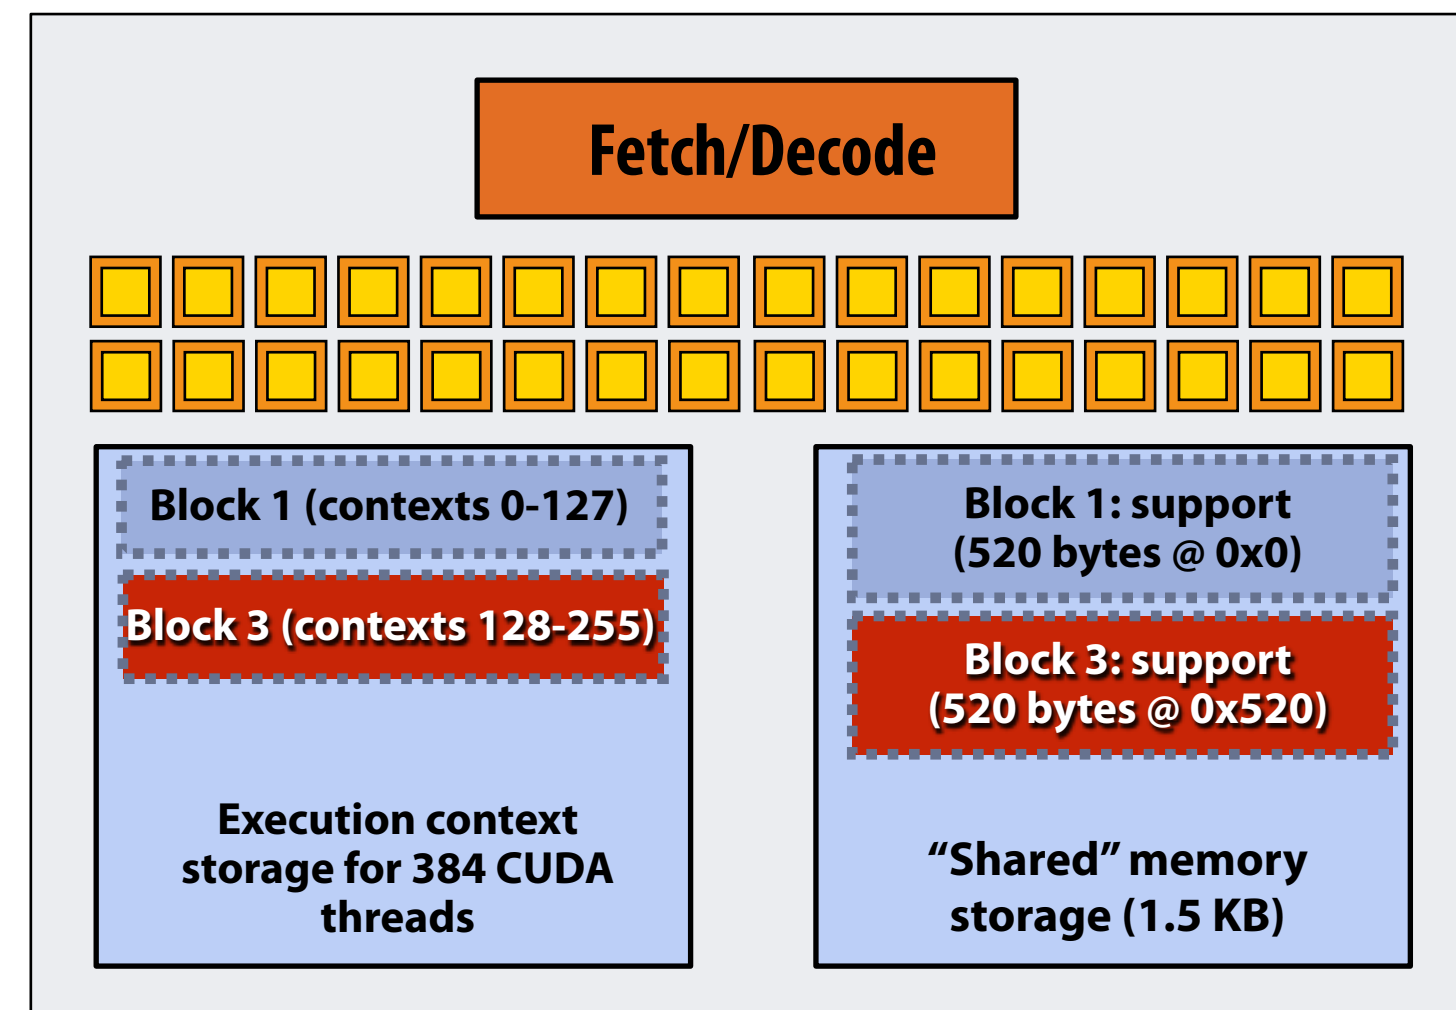 Fetch/Decode
Block 1 (contexts 0-127)
Block 3 (contexts 128-255)
Execution context
storage for 384 CUDA
threads
Block 1: support
(520 bytes @ 0x0)
Block 3: support
(520 bytes @ 0x520)
“Shared” memory
storage (1.5 KB)